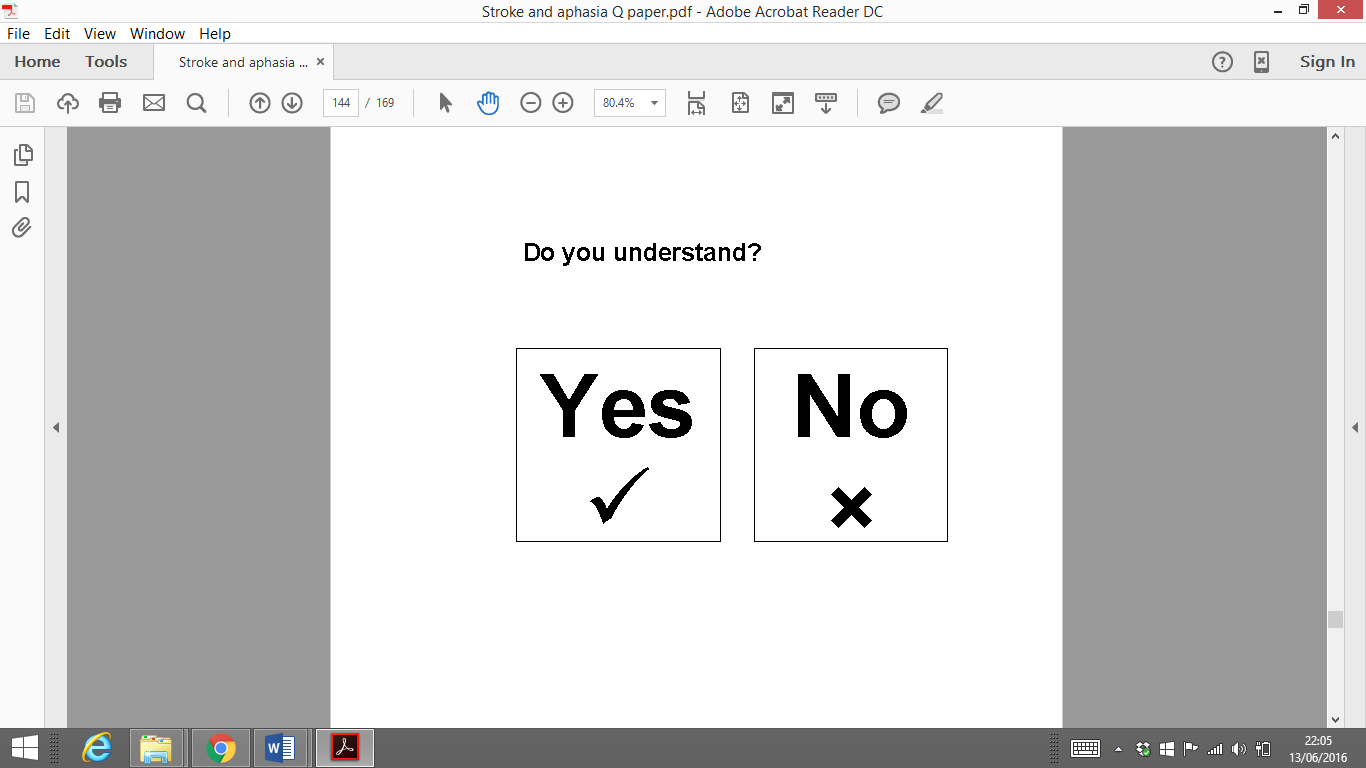 Stroke and aphasia Q paper.pdf - Adobe Acrobat Reader DC
File Edit View Window Help
Home Tools Stroke and aphasia ... × Sign In
144 / 169 80.4%
Do you understand?
Yes No
✓ ×
22:05
13/06/2016